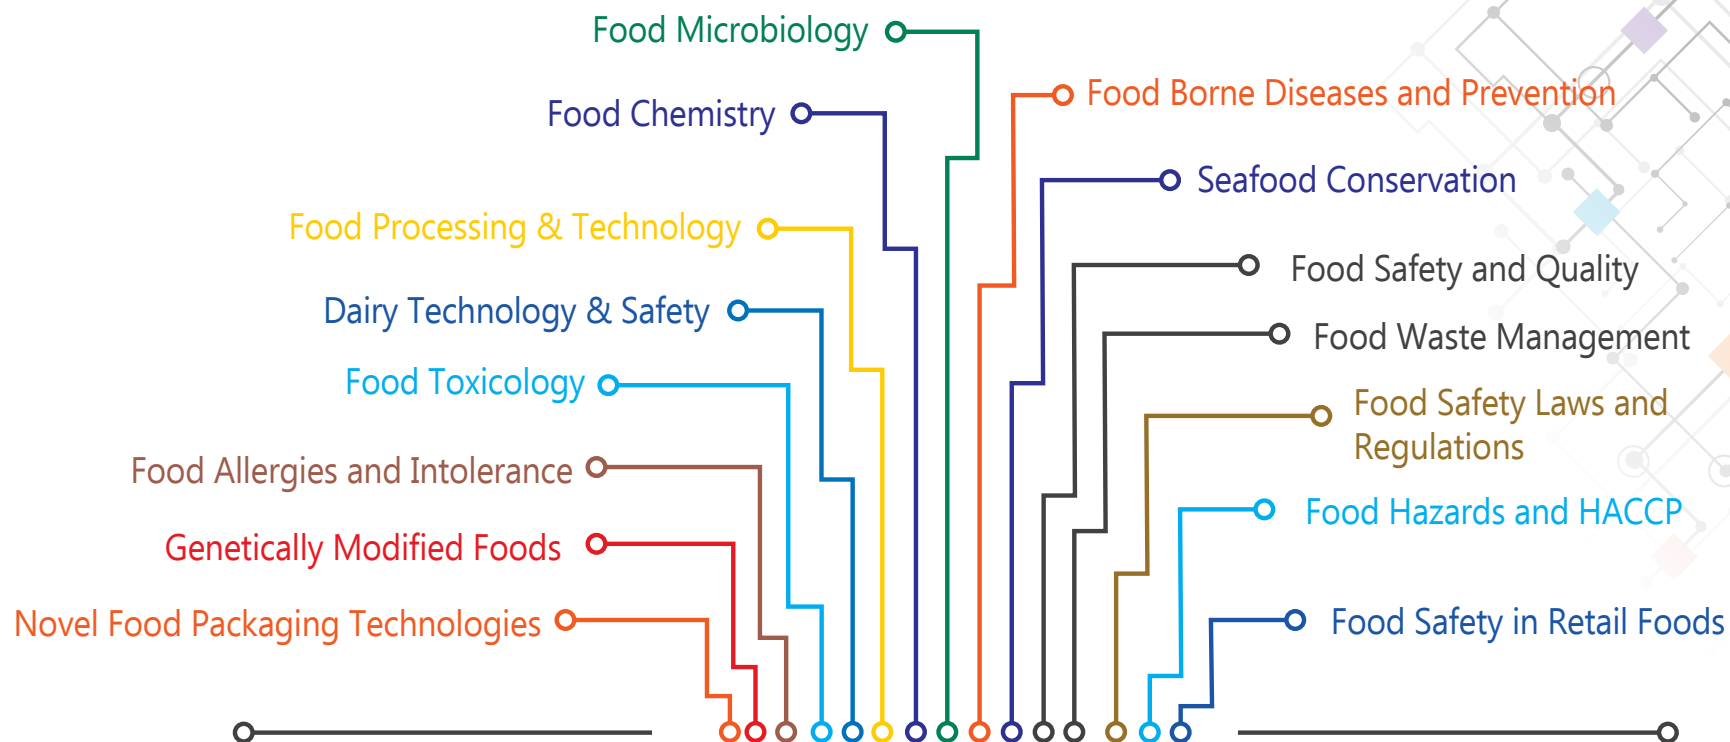 Food Microbiology
Food Borne Diseases and Prevention
Food Chemistry
Seafood Conservation
Food Processing & Technology
Food Safety and Quality
Dairy Technology & Safety
Food Waste Management
Food Toxicology
Food Safety Laws and
Regulations
Food Allergies and Intolerance
Food Hazards and HACCP
Genetically Modified Foods
Novel Food Packaging Technologies
Food Safety in Retail Foods